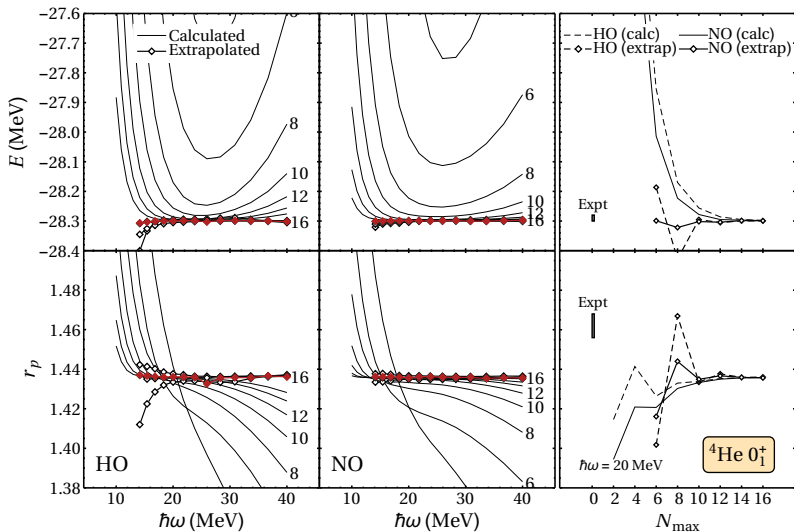 −27.6
−27.7
−27.8
−27.9
−28.0
−28.1
−28.2
−28.3
−28.4
E (MeV)
Calculated
Extrapolated
8
10
12
16
6
8
10
12
16
HO (calc)
NO (calc)
HO (extrap)
NO (extrap)
Expt
1.48
1.46
1.44
1.42
1.40
1.38
r_p
16
12
10
8
HO
16
12
10
8
6
NO
Expt
ħω = 20 MeV
⁴He 0₁⁺
10 20 30 40
10 20 30 40
0 2 4 6 8 10 12 14 16
ħω (MeV)
ħω (MeV)
N_max